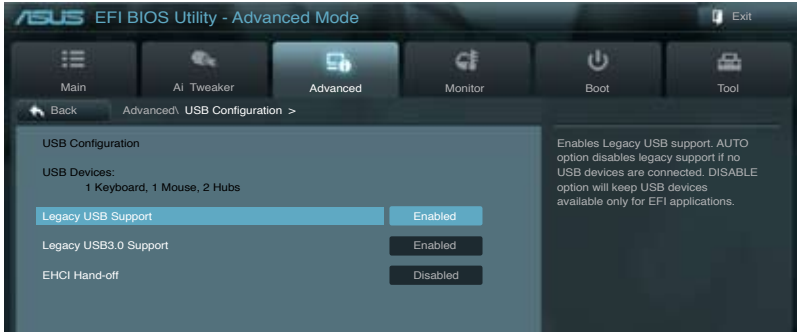 ASUS EFI BIOS Utility - Advanced Mode
Exit
Main
Ai Tweaker
Advanced
Monitor
Boot
Tool
Back
Advanced\ USB Configuration >
USB Configuration
USB Devices:
1 Keyboard, 1 Mouse, 2 Hubs
Legacy USB Support Enabled
Legacy USB3.0 Support Enabled
EHCI Hand-off Disabled
Enables Legacy USB support. AUTO
option disables legacy support if no
USB devices are connected. DISABLE
option will keep USB devices
available only for EFI applications.